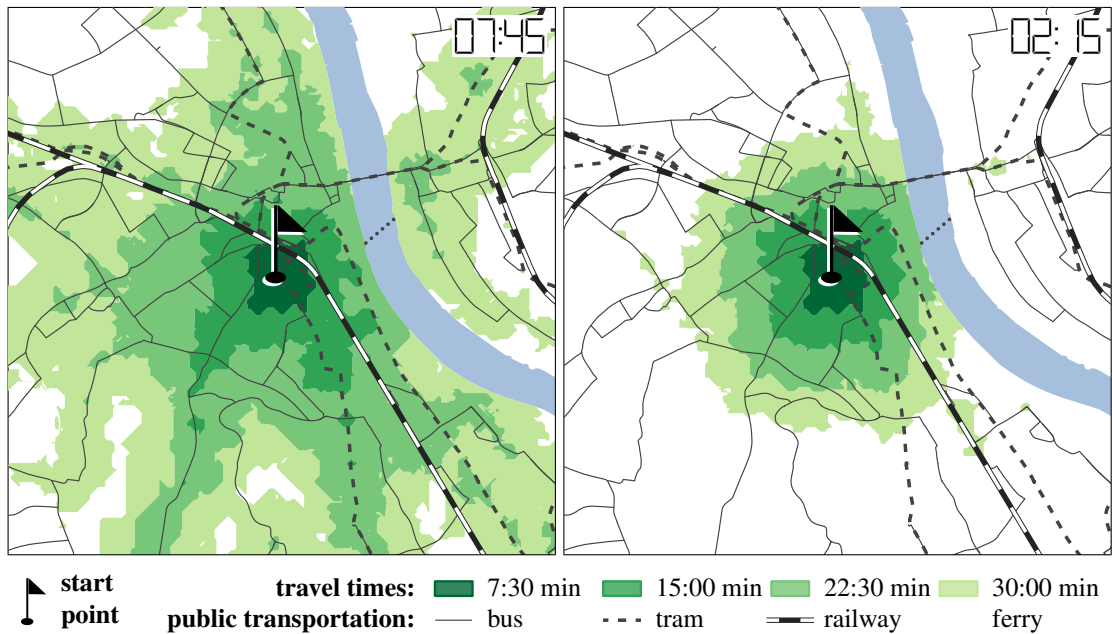 07:45
02:15
start
point
travel times: 7:30 min 15:00 min 22:30 min 30:00 min
public transportation: bus tram railway ferry